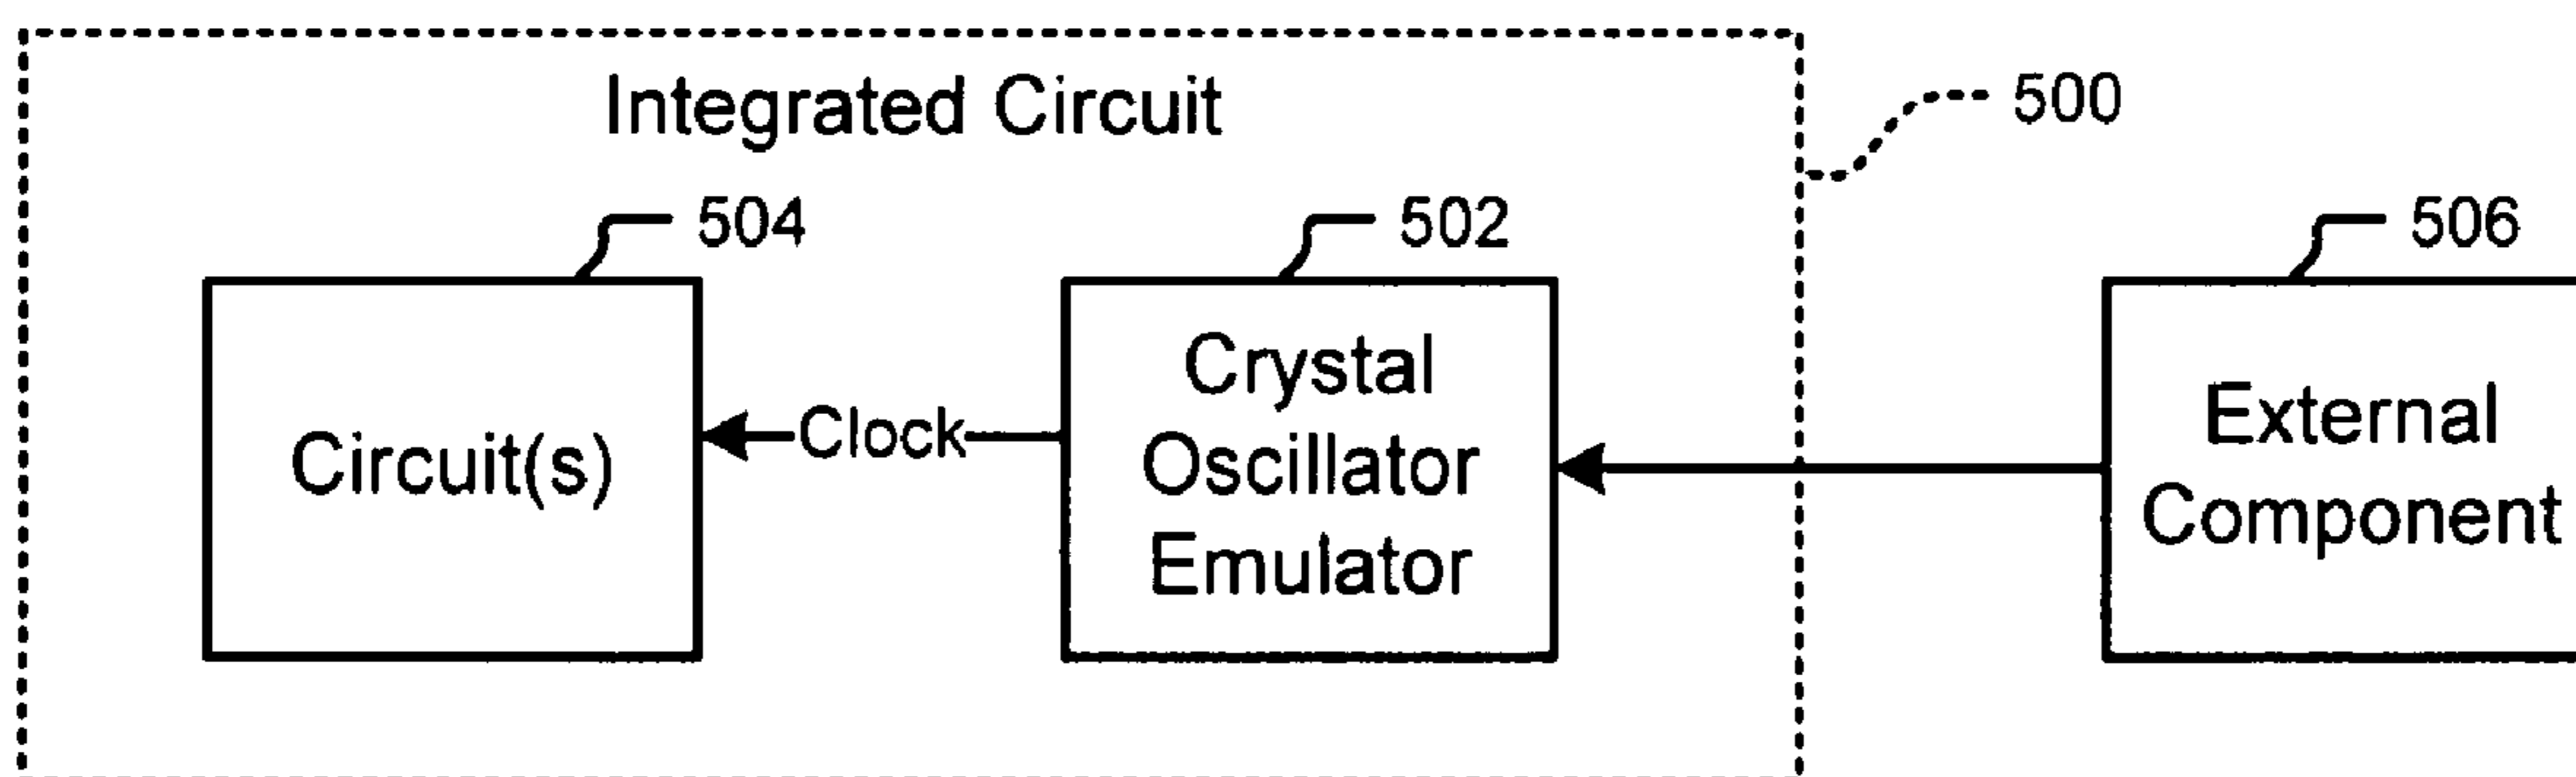 Integrated Circuit
500
504
502
506
Circuit(s)
Clock
Crystal
Oscillator
Emulator
External
Component